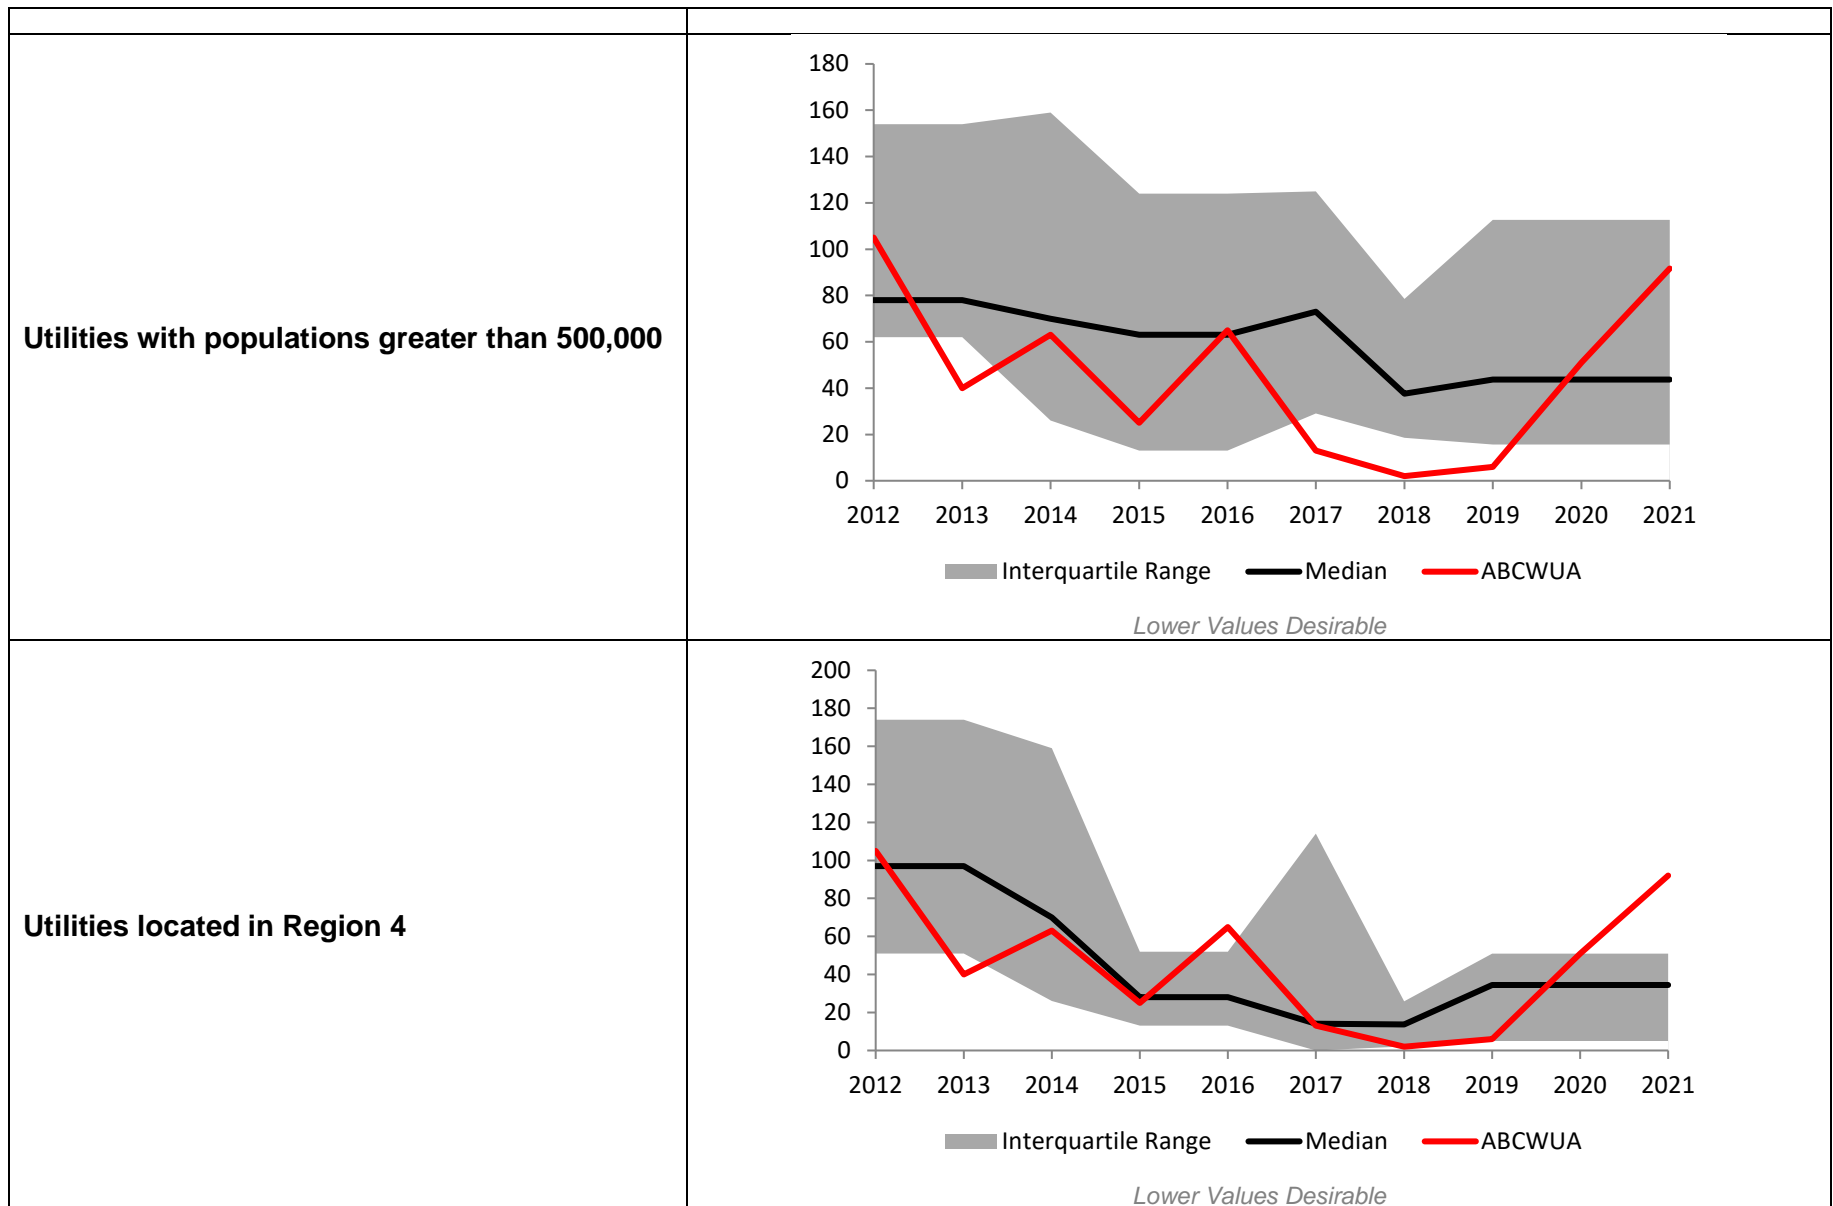 Utilities with populations greater than 500,000
180
160
140
120
100
80
60
40
20
0
2012 2013 2014 2015 2016 2017 2018 2019 2020 2021
Interquartile Range Median ABCWUA
Lower Values Desirable
Utilities located in Region 4
200
180
160
140
120
100
80
60
40
20
0
2012 2013 2014 2015 2016 2017 2018 2019 2020 2021
Interquartile Range Median ABCWUA
Lower Values Desirable